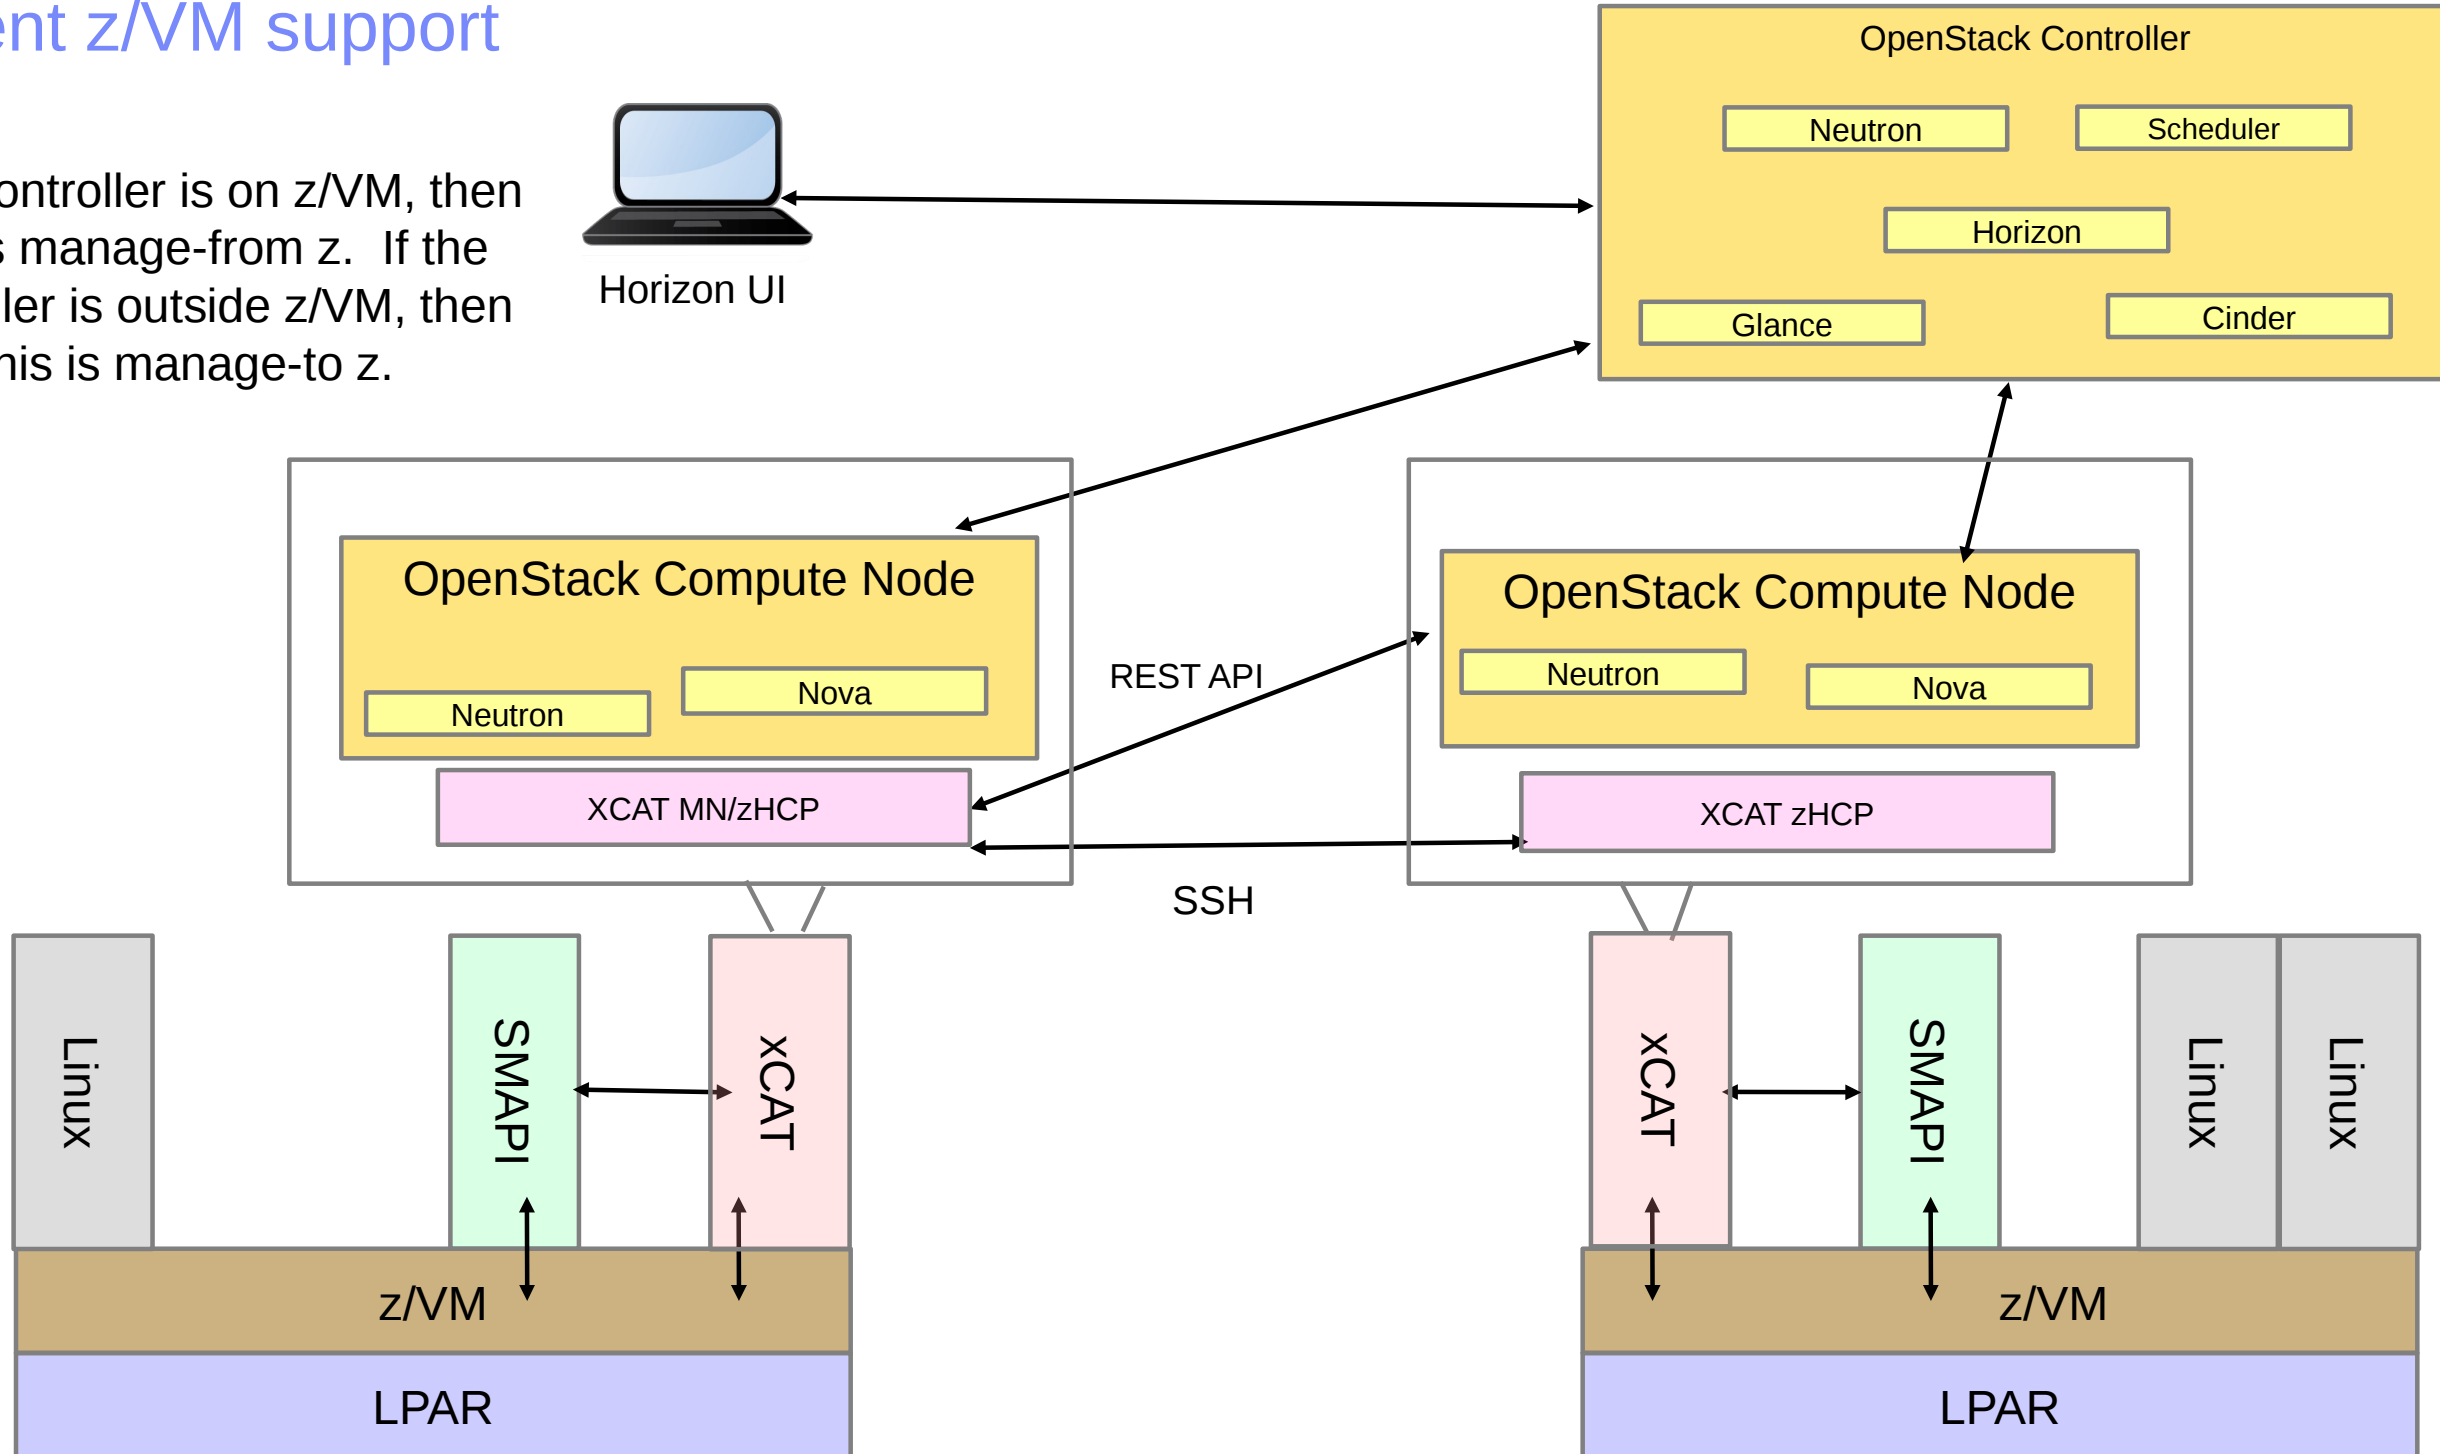 ent z/VM support
OpenStack Controller
Neutron
Scheduler
ontroller is on z/VM, then
s manage-from z.  If the
ller is outside z/VM, then
his is manage-to z.
Horizon
Horizon UI
Glance
Cinder
OpenStack Compute Node
OpenStack Compute Node
REST API
Neutron
Nova
Neutron
Nova
XCAT MN/zHCP
XCAT zHCP
SSH
Linux
SMAPI
xCAT
xCAT
SMAPI
Linux
Linux
z/VM
z/VM
LPAR
LPAR